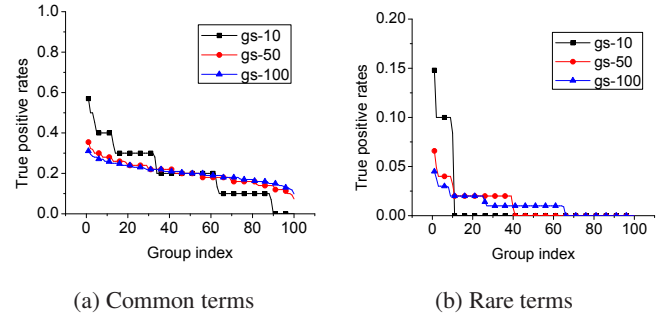 1.0
0.8
0.6
0.4
0.2
0.0
True positive rates
gs-10
gs-50
gs-100
0 20 40 60 80 100
Group index
(a) Common terms
0.20
0.15
0.10
0.05
0.00
True positive rates
gs-10
gs-50
gs-100
0 20 40 60 80 100
Group index
(b) Rare terms